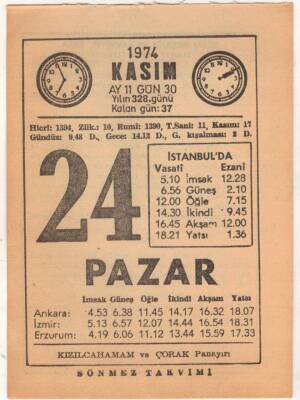 1974
KASIM
AY 11 GÜN 30
Yılın 328. günü
Kalan gün: 37
Hicri: 1394, Zilk.: 10, Rumi: 1390, T.Sani: 11, Kasım: 17
Gündüz: 9.48 D., Gece: 14.12 D., G. kısalması: 2 D.
24
İSTANBUL'DA
Vasatî Ezanî
5.10 İmsak 12.28
6.56 Güneş 2.10
12.00 Öğle 7.15
14.30 İkindi 9.45
16.45 Akşam 12.00
18.21 Yatsı 1.36
PAZAR
İmsak Güneş Öğle İkindi Akşam Yatsı
Ankara: 4.53 6.38 11.45 14.17 16.32 18.07
İzmir: 5.13 6.57 12.07 14.44 16.54 18.31
Erzurum: 4.19 6.06 11.12 13.44 15.59 17.33
KIZILCAHAMAM ve ÇORAK Panayırı
SÖNMEZ TAKVİMİ